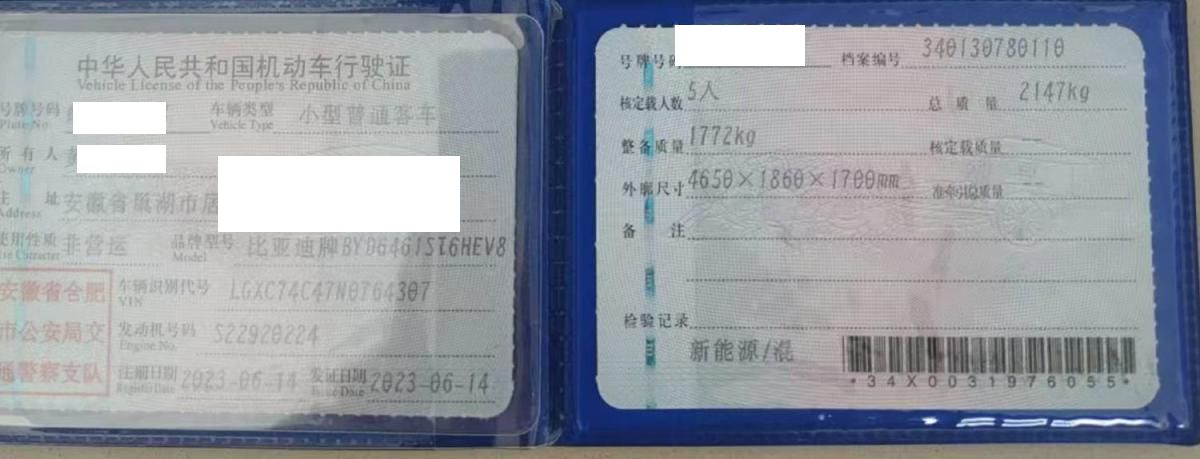 中华人民共和国机动车行驶证
Vehicle License of the People's Republic of China
号牌号码 车辆类型 小型普通客车
Plate No. Vehicle Type
所有人
Owner
住 址 安徽省巢湖市居
Address
使用性质 非营运 品牌型号 比亚迪牌BYD6461ST6HEV8
Use Character Model
安徽省合肥市公安局交通警察支队
车辆识别代号 LGXC74C47N0764307
VIN
发动机号码 S22920224
Engine No.
注册日期 2023-06-14 发证日期 2023-06-14
Register Date Issue Date
号牌号码 档案编号 340130780110
核定载人数 5人 总质量 2147kg
整备质量 1772kg 核定载质量 --
外廓尺寸 4650×1860×1700mm 准牵引总质量 --
备 注
检验记录
新能源/混
*34X0031976055*